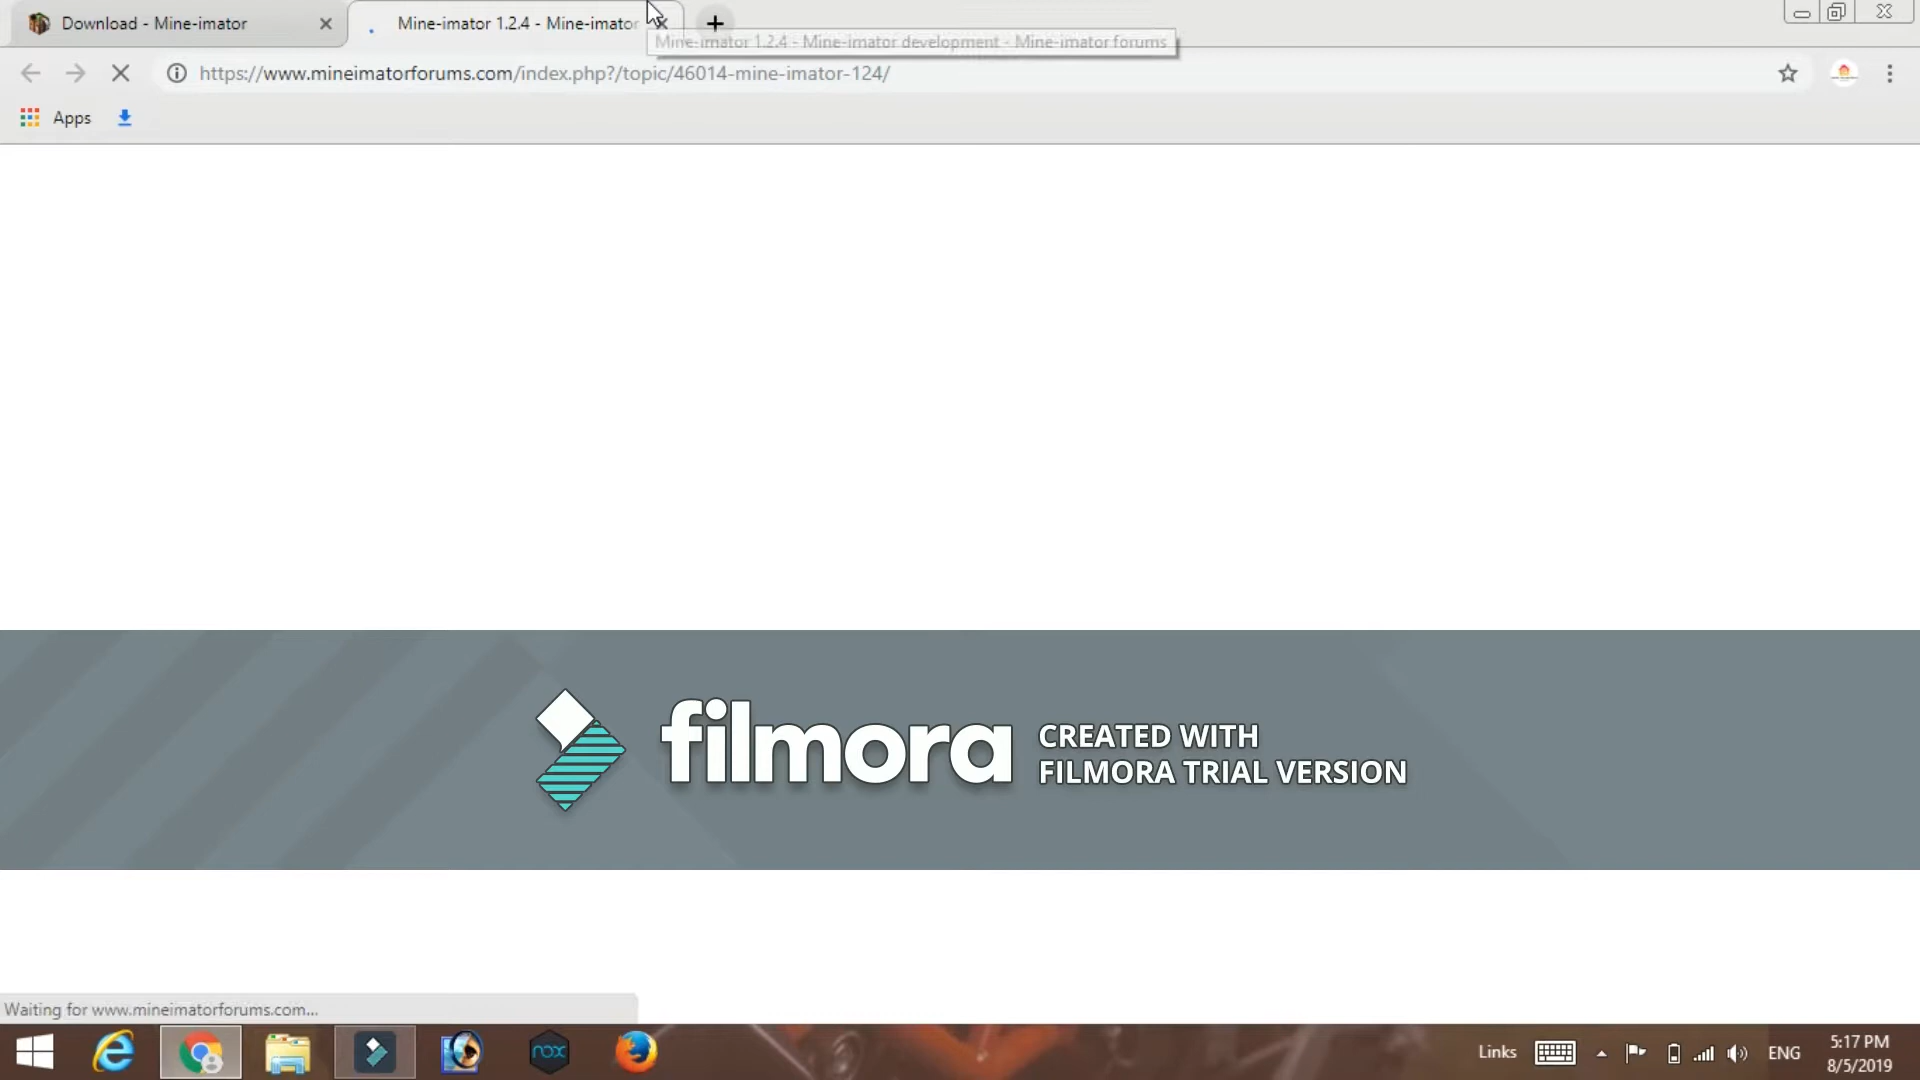 Download - Mine-imator
Mine-imator 1.2.4 - Mine-imator
Mine-imator 1.2.4 - Mine-imator development - Mine-imator forums
https://www.mineimatorforums.com/index.php?/topic/46014-mine-imator-124/
Apps
filmora
CREATED WITH
FILMORA TRIAL VERSION
Waiting for www.mineimatorforums.com...
nox
Links
ENG
5:17 PM
8/5/2019